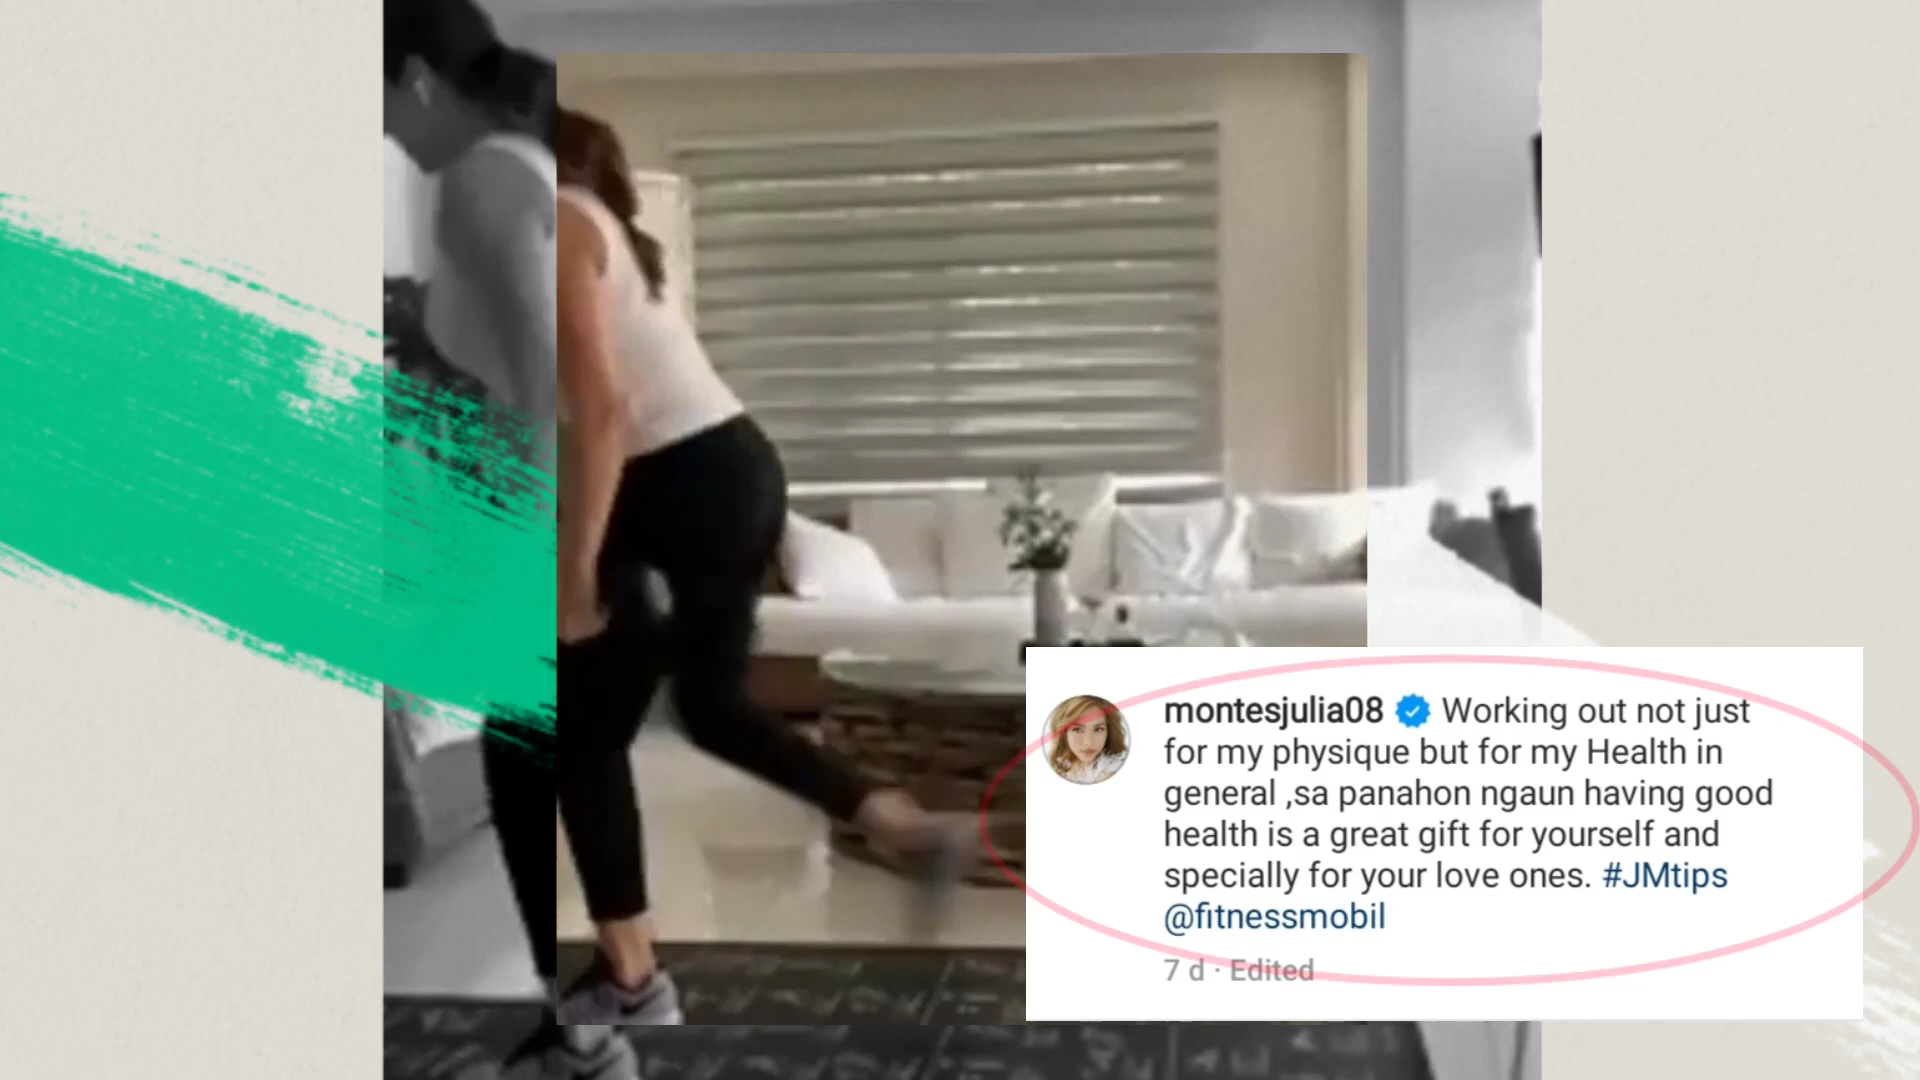 montesjulia08 Working out not just
for my physique but for my Health in
general ,sa panahon ngaun having good
health is a great gift for yourself and
specially for your love ones. #JMtips
@fitnessmobil
7 d · Edited